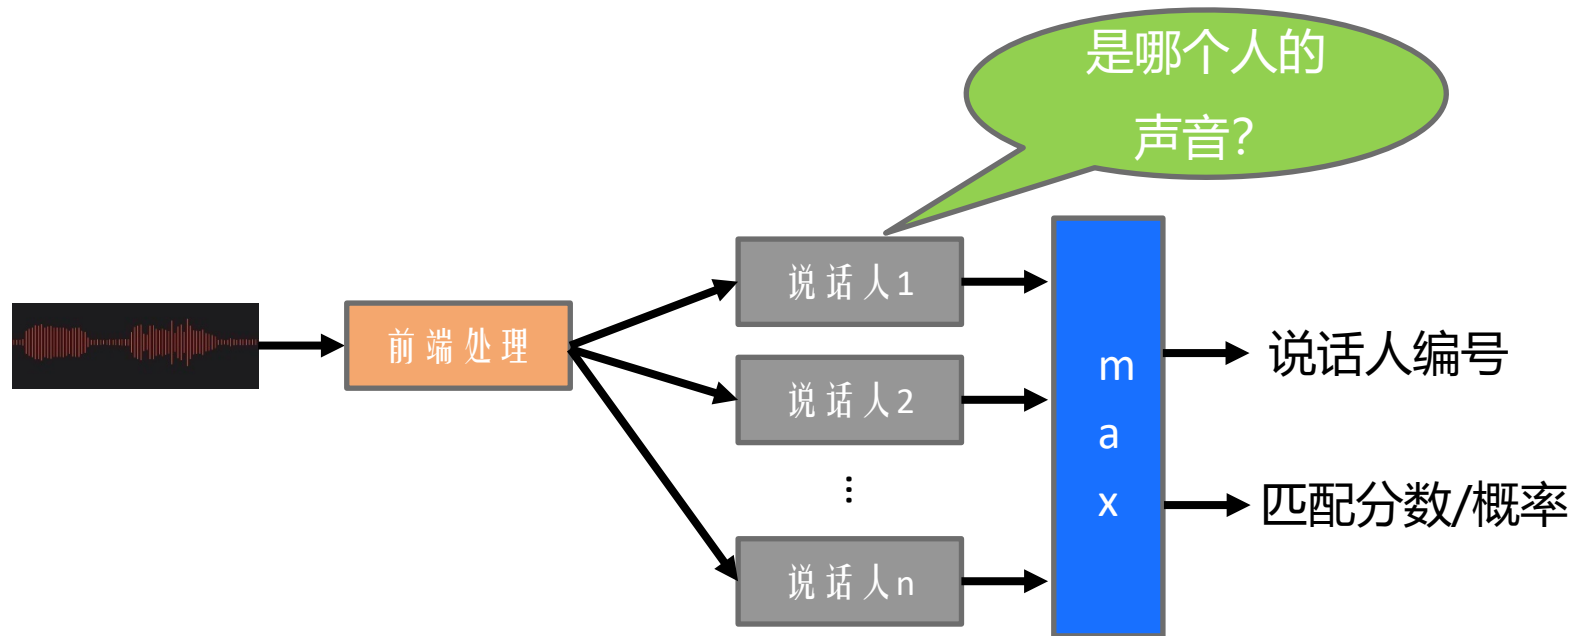 是哪个人的
声音?
前端处理
说话人1
说话人2
⋮
说话人n
m
a
x
说话人编号
匹配分数/概率